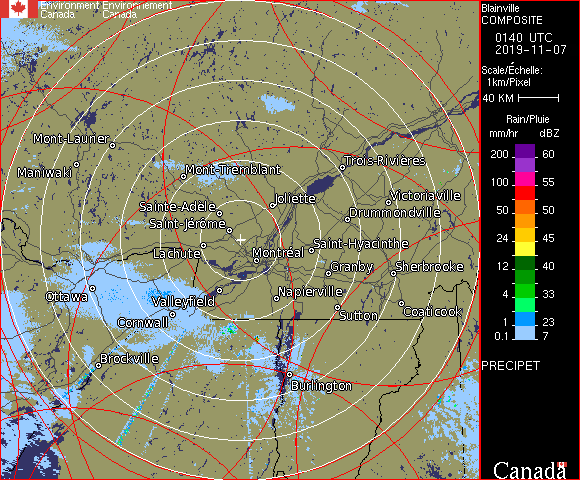 Environment Environnement
Canada Canada
Blainville
COMPOSITE
0140 UTC
2019-11-07
Scale/Échelle:
1km/Pixel
40 KM
Rain/Pluie
mm/hr dBZ
200 60
100 55
50 50
24 45
12 40
4 33
1 23
0.1 7
PRECIPET
Canada
Mont-Laurier
Maniwaki
Mont-Tremblant
Trois-Rivières
Sainte-Adèle
Joliette
Victoriaville
Saint-Jérôme
Drummondville
Lachute
Montréal
Saint-Hyacinthe
Granby
Sherbrooke
Ottawa
Valleyfield
Napierville
Cornwall
Sutton
Coaticook
Brockville
Burlington